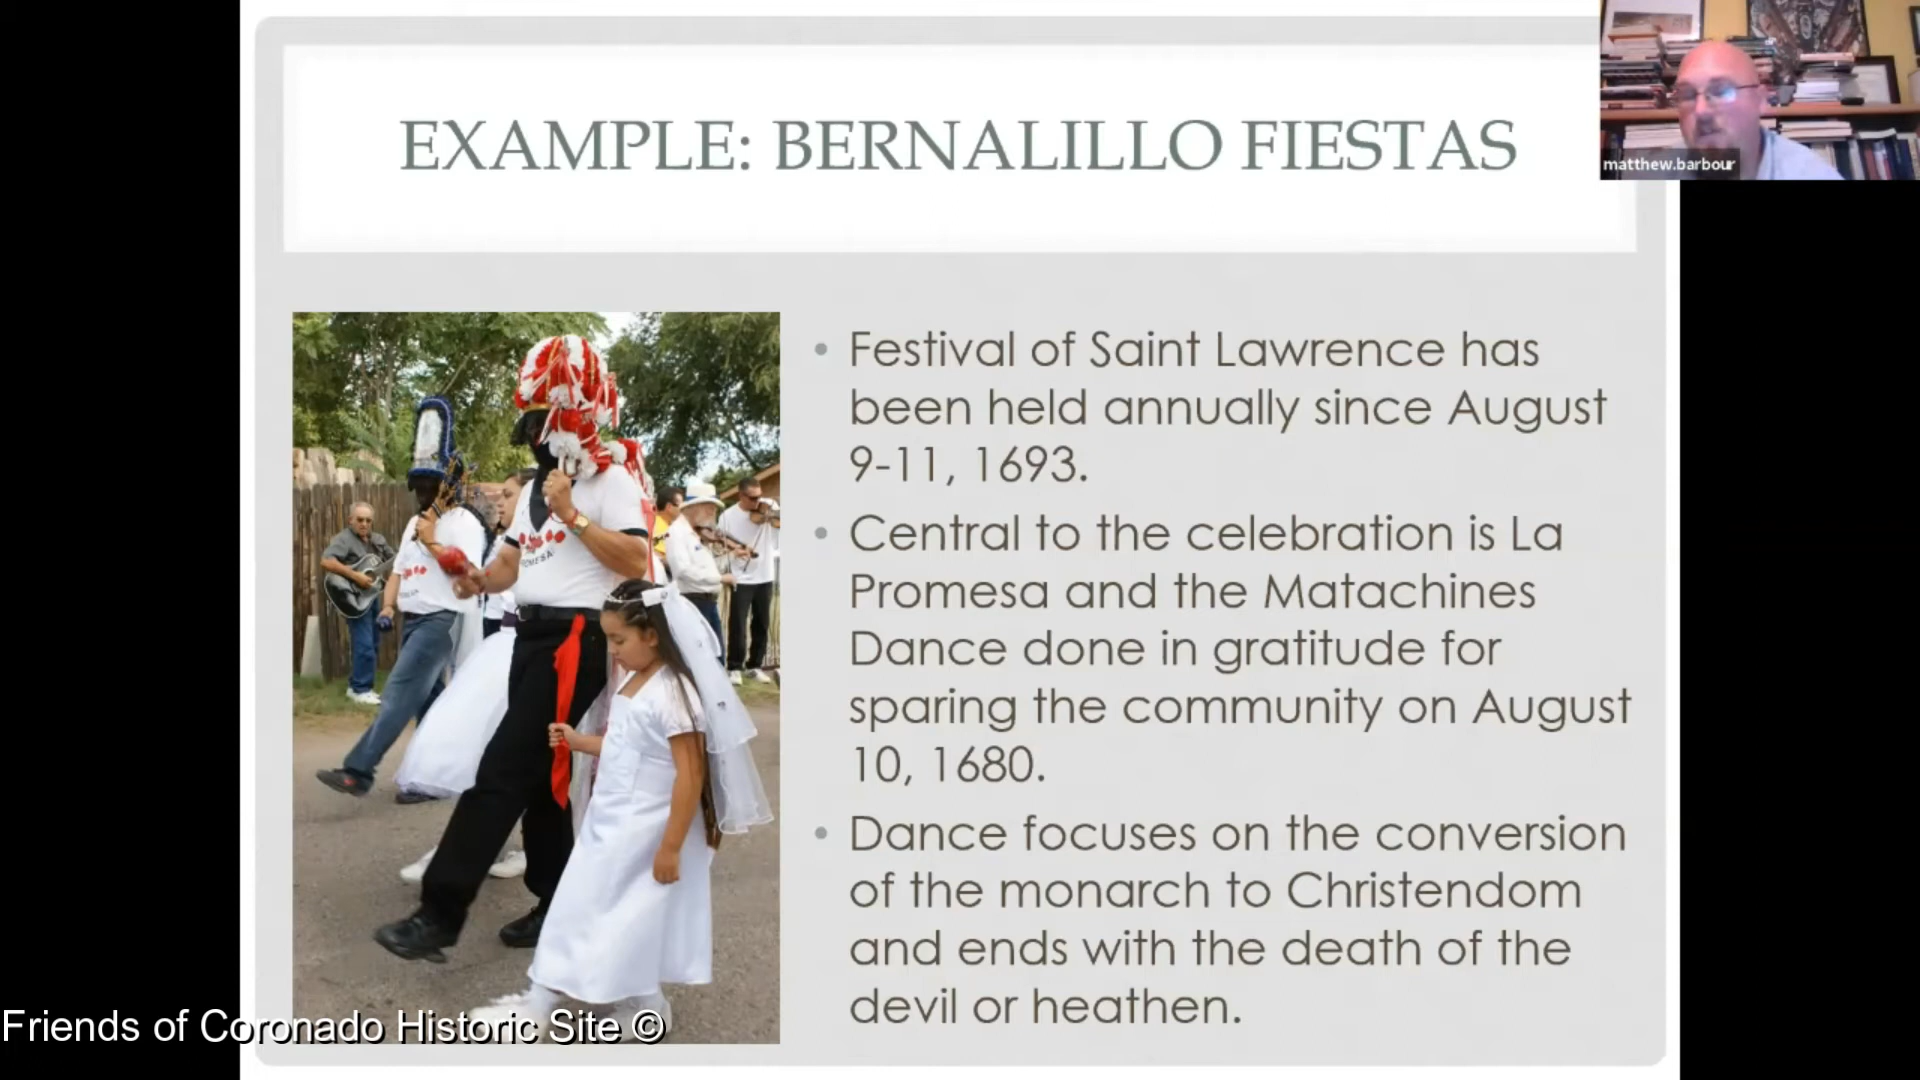 EXAMPLE: BERNALILLO FIESTAS
matthew.barbour
• Festival of Saint Lawrence has
been held annually since August
9-11, 1693.
• Central to the celebration is La
Promesa and the Matachines
Dance done in gratitude for
sparing the community on August
10, 1680.
• Dance focuses on the conversion
of the monarch to Christendom
and ends with the death of the
devil or heathen.
Friends of Coronado Historic Site ©